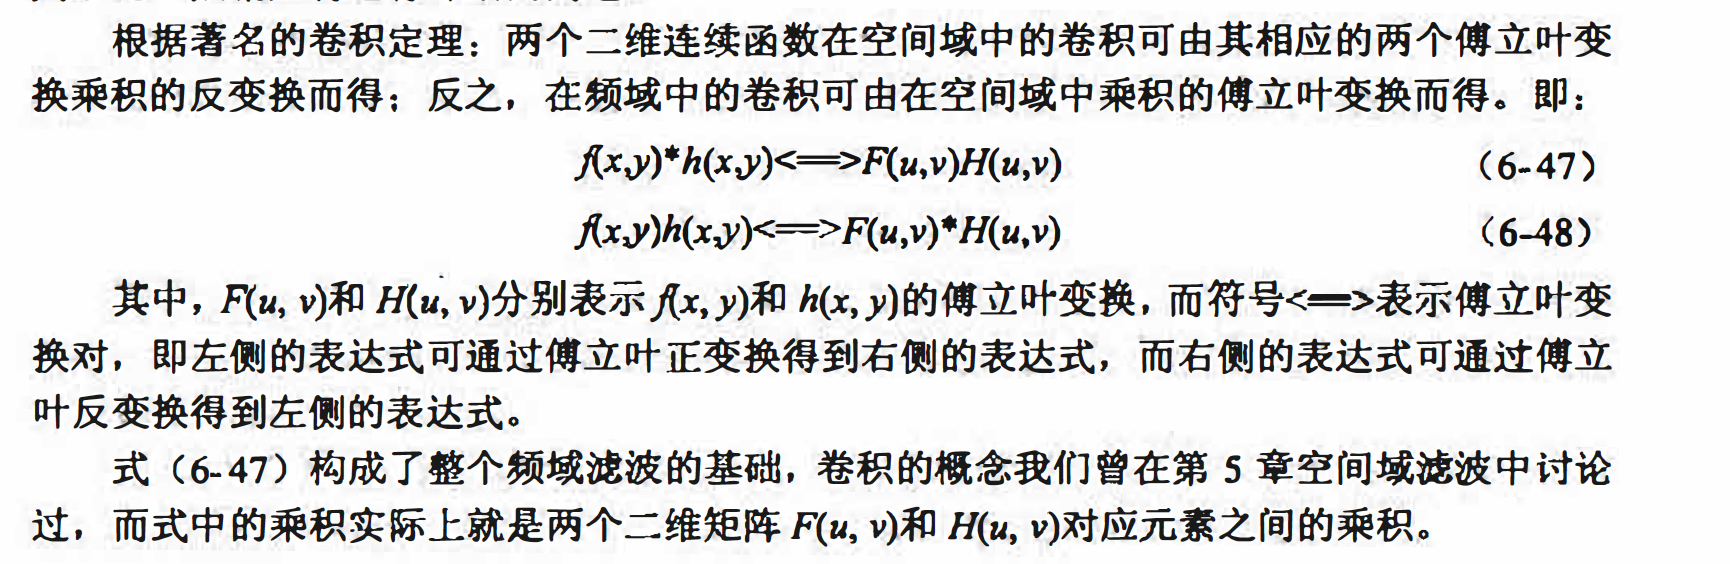 根据著名的卷积定理：两个二维连续函数在空间域中的卷积可由其相应的两个傅立叶变
换乘积的反变换而得；反之，在频域中的卷积可由在空间域中乘积的傅立叶变换而得。即：
f(x,y)*h(x,y)<=>F(u,v)H(u,v) （6-47）
f(x,y)h(x,y)<=>F(u,v)*H(u,v) （6-48）
其中，F(u, v)和 H(u, v)分别表示 f(x, y)和 h(x, y)的傅立叶变换，而符号<=>表示傅立叶变
换对，即左侧的表达式可通过傅立叶正变换得到右侧的表达式，而右侧的表达式可通过傅立
叶反变换得到左侧的表达式。
式（6-47）构成了整个频域滤波的基础，卷积的概念我们曾在第 5 章空间域滤波中讨论
过，而式中的乘积实际上就是两个二维矩阵 F(u, v)和 H(u, v)对应元素之间的乘积。